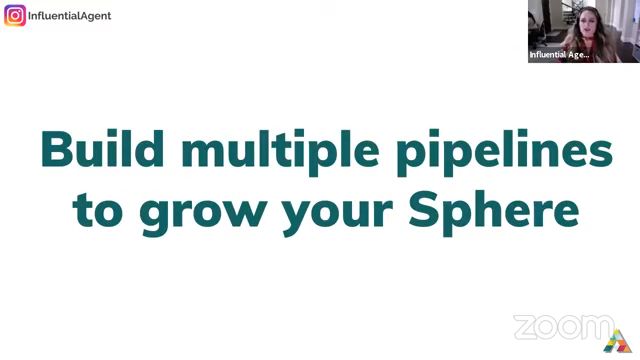 InfluentialAgent
Influential Age...
Build multiple pipelines
to grow your Sphere
zoom